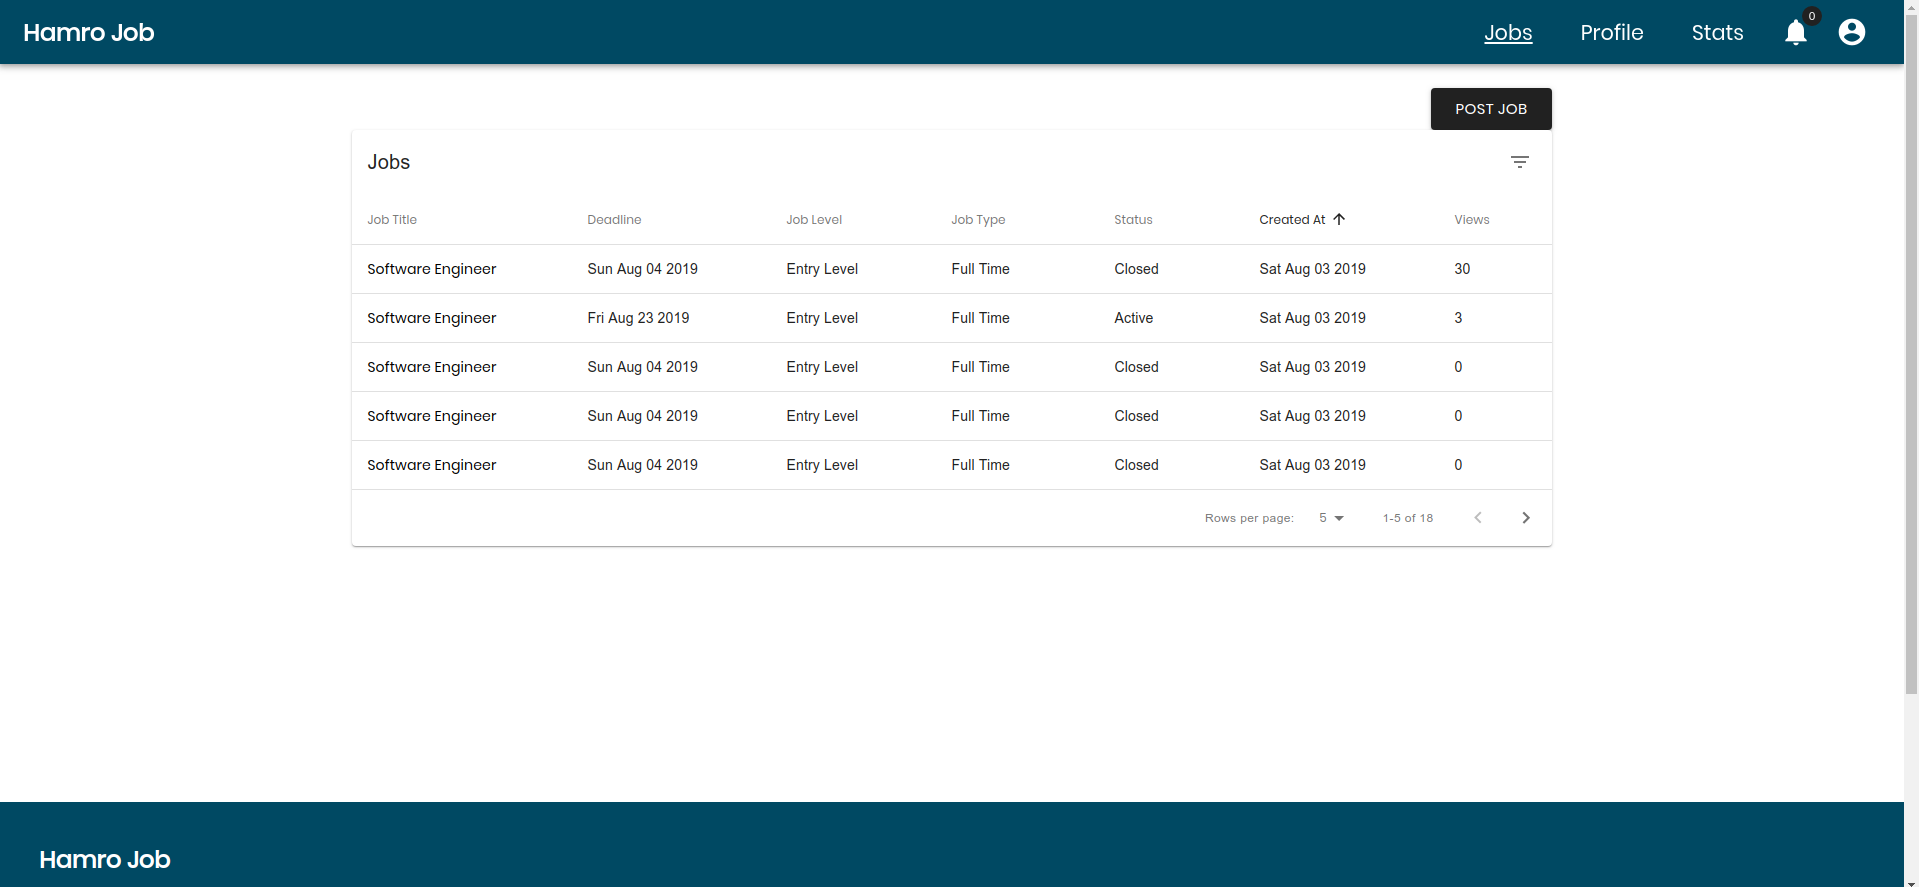 Hamro Job Jobs Profile Stats 0
POST JOB
Jobs
Job Title Deadline Job Level Job Type Status Created At Views
Software Engineer Sun Aug 04 2019 Entry Level Full Time Closed Sat Aug 03 2019 30
Software Engineer Fri Aug 23 2019 Entry Level Full Time Active Sat Aug 03 2019 3
Software Engineer Sun Aug 04 2019 Entry Level Full Time Closed Sat Aug 03 2019 0
Software Engineer Sun Aug 04 2019 Entry Level Full Time Closed Sat Aug 03 2019 0
Software Engineer Sun Aug 04 2019 Entry Level Full Time Closed Sat Aug 03 2019 0
Rows per page: 5 1-5 of 18
Hamro Job